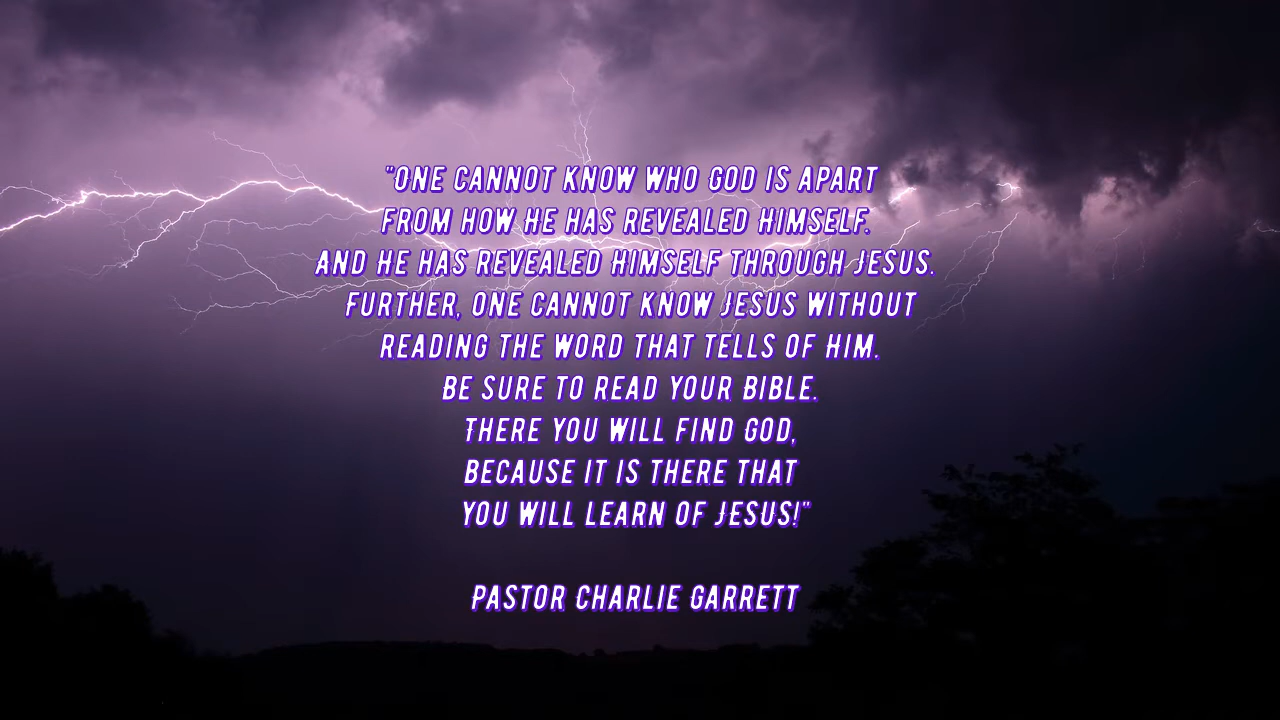 "ONE CANNOT KNOW WHO GOD IS APART
FROM HOW HE HAS REVEALED HIMSELF.
AND HE HAS REVEALED HIMSELF THROUGH JESUS.
FURTHER, ONE CANNOT KNOW JESUS WITHOUT
READING THE WORD THAT TELLS OF HIM.
BE SURE TO READ YOUR BIBLE.
THERE YOU WILL FIND GOD,
BECAUSE IT IS THERE THAT
YOU WILL LEARN OF JESUS!"
PASTOR CHARLIE GARRETT